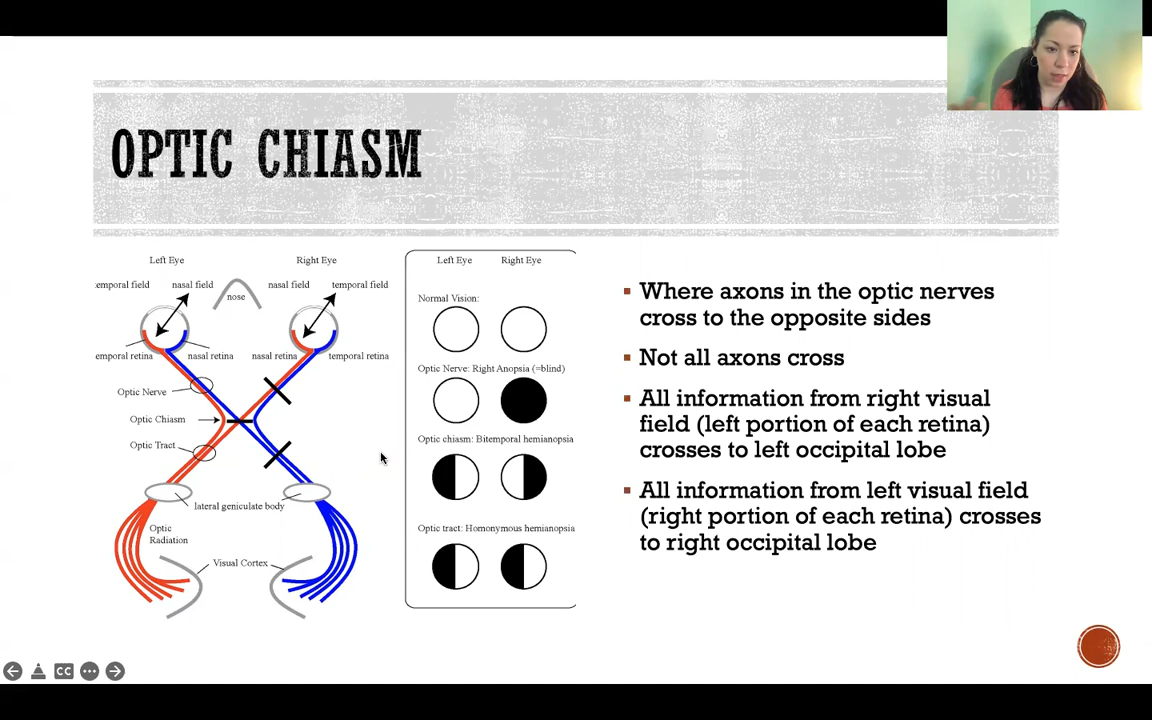 OPTIC CHIASM
Left Eye
Right Eye
emporal field
nasal field
nose
nasal field
temporal field
emporal retina
nasal retina
nasal retina
temporal retina
Optic Nerve
Optic Chiasm
Optic Tract
lateral geniculate body
Optic
Radiation
Visual Cortex
Left Eye
Right Eye
Normal Vision:
Optic Nerve: Right Anopsia (=blind)
Optic chiasm: Bitemporal hemianopsia
Optic tract: Homonymous hemianopsia
▪ Where axons in the optic nerves
cross to the opposite sides
▪ Not all axons cross
▪ All information from right visual
field (left portion of each retina)
crosses to left occipital lobe
▪ All information from left visual field
(right portion of each retina) crosses
to right occipital lobe
CC